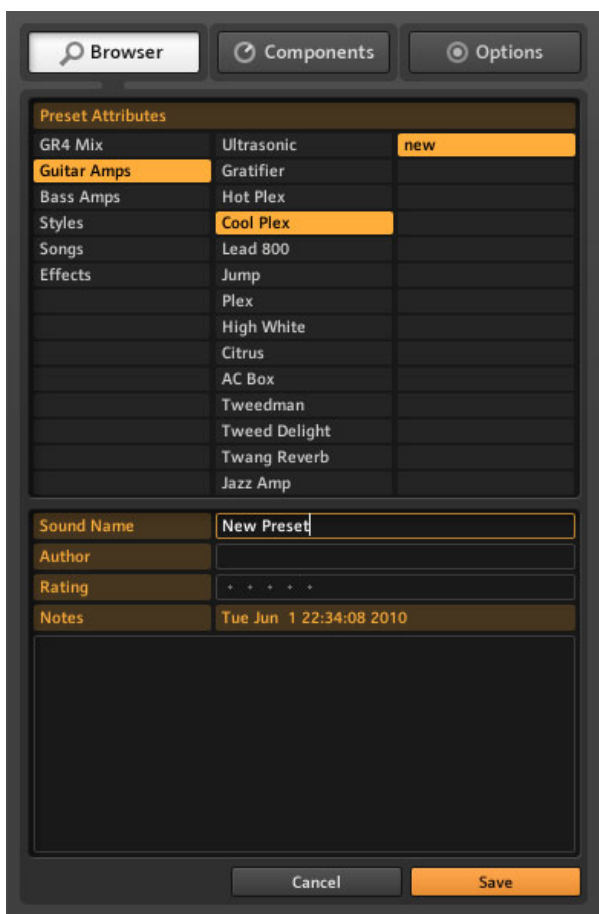 Browser Components Options
Preset Attributes
GR4 Mix Ultrasonic new
Guitar Amps Gratifier
Bass Amps Hot Plex
Styles Cool Plex
Songs Lead 800
Effects Jump
Plex
High White
Citrus
AC Box
Tweedman
Tweed Delight
Twang Reverb
Jazz Amp
Sound Name New Preset
Author
Rating
Notes Tue Jun 1 22:34:08 2010
Cancel Save